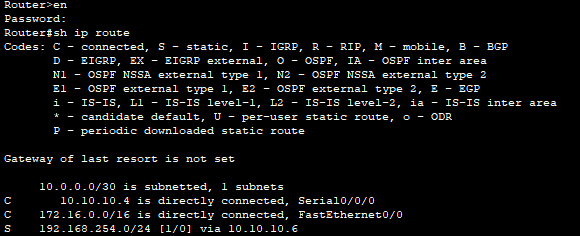 Router>en
Password:
Router#sh ip route
Codes: C - connected, S - static, I - IGRP, R - RIP, M - mobile, B - BGP
       D - EIGRP, EX - EIGRP external, O - OSPF, IA - OSPF inter area
       N1 - OSPF NSSA external type 1, N2 - OSPF NSSA external type 2
       E1 - OSPF external type 1, E2 - OSPF external type 2, E - EGP
       i - IS-IS, L1 - IS-IS level-1, L2 - IS-IS level-2, ia - IS-IS inter area
       * - candidate default, U - per-user static route, o - ODR
       P - periodic downloaded static route
Gateway of last resort is not set
     10.0.0.0/30 is subnetted, 1 subnets
C       10.10.10.4 is directly connected, Serial0/0/0
C    172.16.0.0/16 is directly connected, FastEthernet0/0
S    192.168.254.0/24 [1/0] via 10.10.10.6